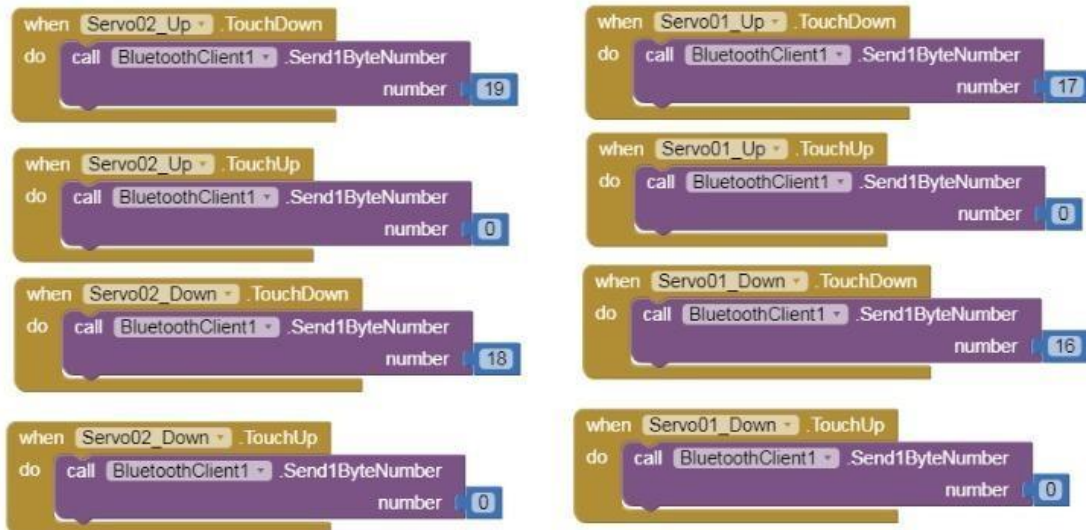 when Servo02_Up .TouchDown
do call BluetoothClient1 .Send1ByteNumber
number 19
when Servo02_Up .TouchUp
do call BluetoothClient1 .Send1ByteNumber
number 0
when Servo02_Down .TouchDown
do call BluetoothClient1 .Send1ByteNumber
number 18
when Servo02_Down .TouchUp
do call BluetoothClient1 .Send1ByteNumber
number 0
when Servo01_Up .TouchDown
do call BluetoothClient1 .Send1ByteNumber
number 17
when Servo01_Up .TouchUp
do call BluetoothClient1 .Send1ByteNumber
number 0
when Servo01_Down .TouchDown
do call BluetoothClient1 .Send1ByteNumber
number 16
when Servo01_Down .TouchUp
do call BluetoothClient1 .Send1ByteNumber
number 0